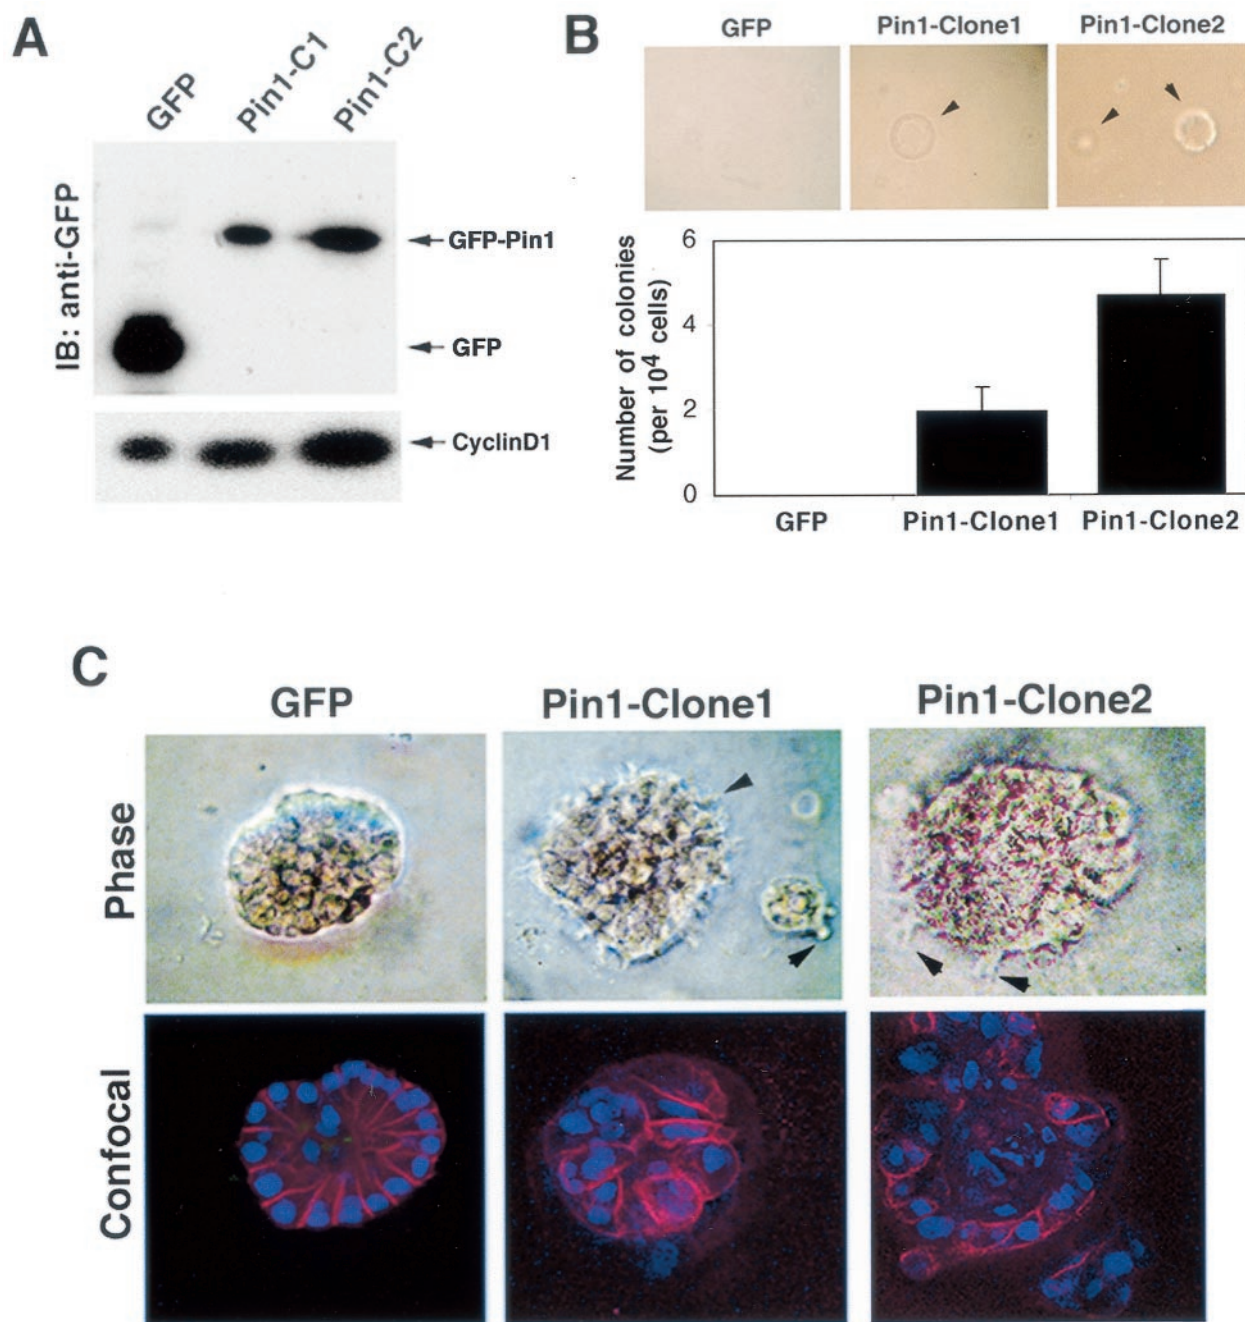 A
GFP
Pin1-C1
Pin1-C2
IB: anti-GFP
GFP-Pin1
GFP
CyclinD1
B
GFP
Pin1-Clone1
Pin1-Clone2
Number of colonies
(per 10⁴ cells)
6
4
2
0
GFP
Pin1-Clone1
Pin1-Clone2
C
GFP
Pin1-Clone1
Pin1-Clone2
Phase
Confocal